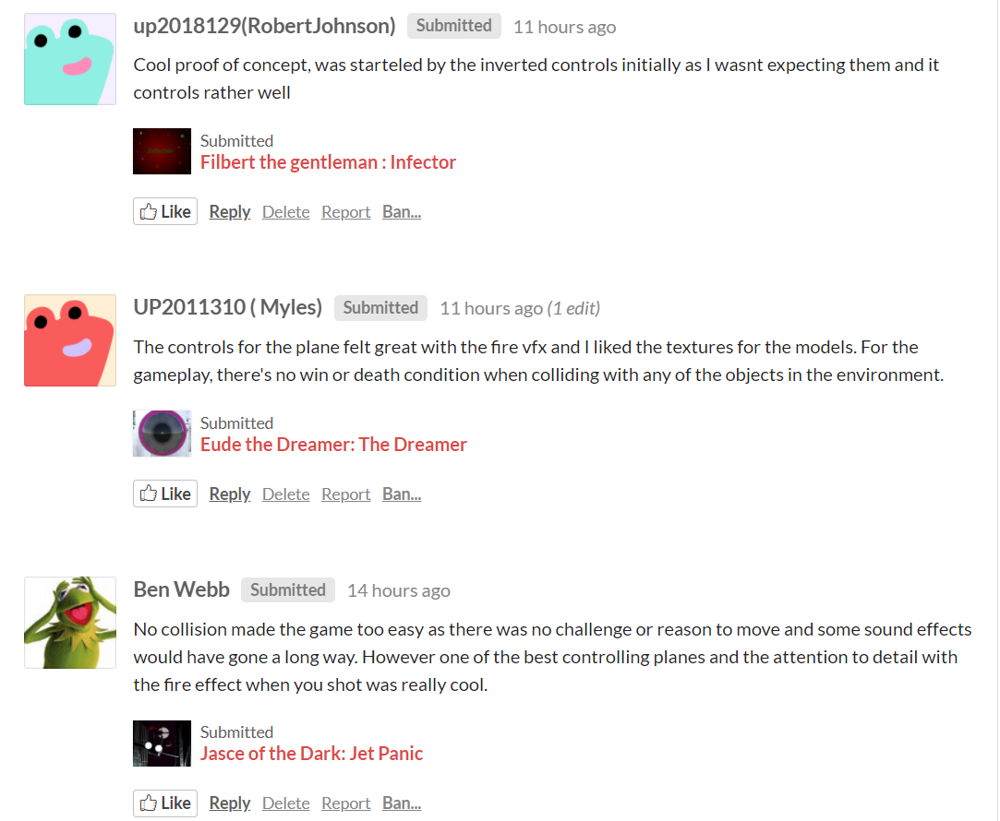 up2018129(RobertJohnson) Submitted 11 hours ago
Cool proof of concept, was starteled by the inverted controls initially as I wasnt expecting them and it
controls rather well
Submitted
Filbert the gentleman : Infector
Like Reply Delete Report Ban...
UP2011310 ( Myles) Submitted 11 hours ago (1 edit)
The controls for the plane felt great with the fire vfx and I liked the textures for the models. For the
gameplay, there's no win or death condition when colliding with any of the objects in the environment.
Submitted
Eude the Dreamer: The Dreamer
Like Reply Delete Report Ban...
Ben Webb Submitted 14 hours ago
No collision made the game too easy as there was no challenge or reason to move and some sound effects
would have gone a long way. However one of the best controlling planes and the attention to detail with
the fire effect when you shot was really cool.
Submitted
Jasce of the Dark: Jet Panic
Like Reply Delete Report Ban...